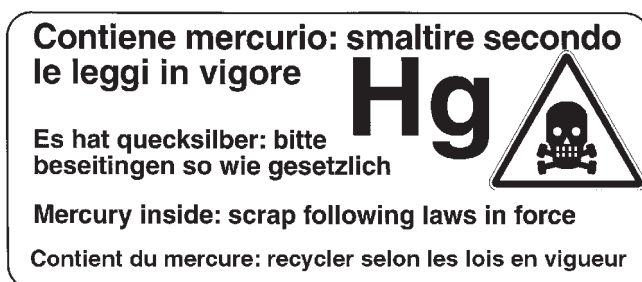 Contiene mercurio: smaltire secondo
le leggi in vigore
Hg
Es hat quecksilber: bitte
beseitingen so wie gesetzlich
Mercury inside: scrap following laws in force
Contient du mercure: recycler selon les lois en vigueur